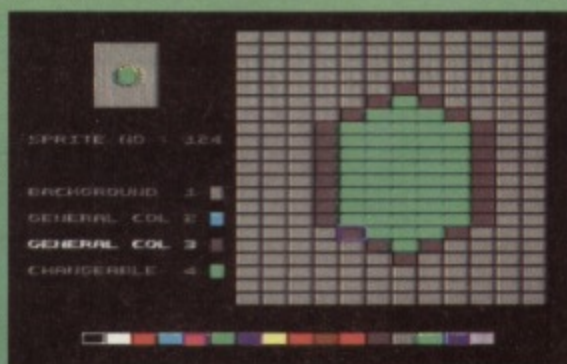 SPRITE NO : 124
BACKGROUND 1
GENERAL COL 2
GENERAL COL 3
CHANGEABLE 4